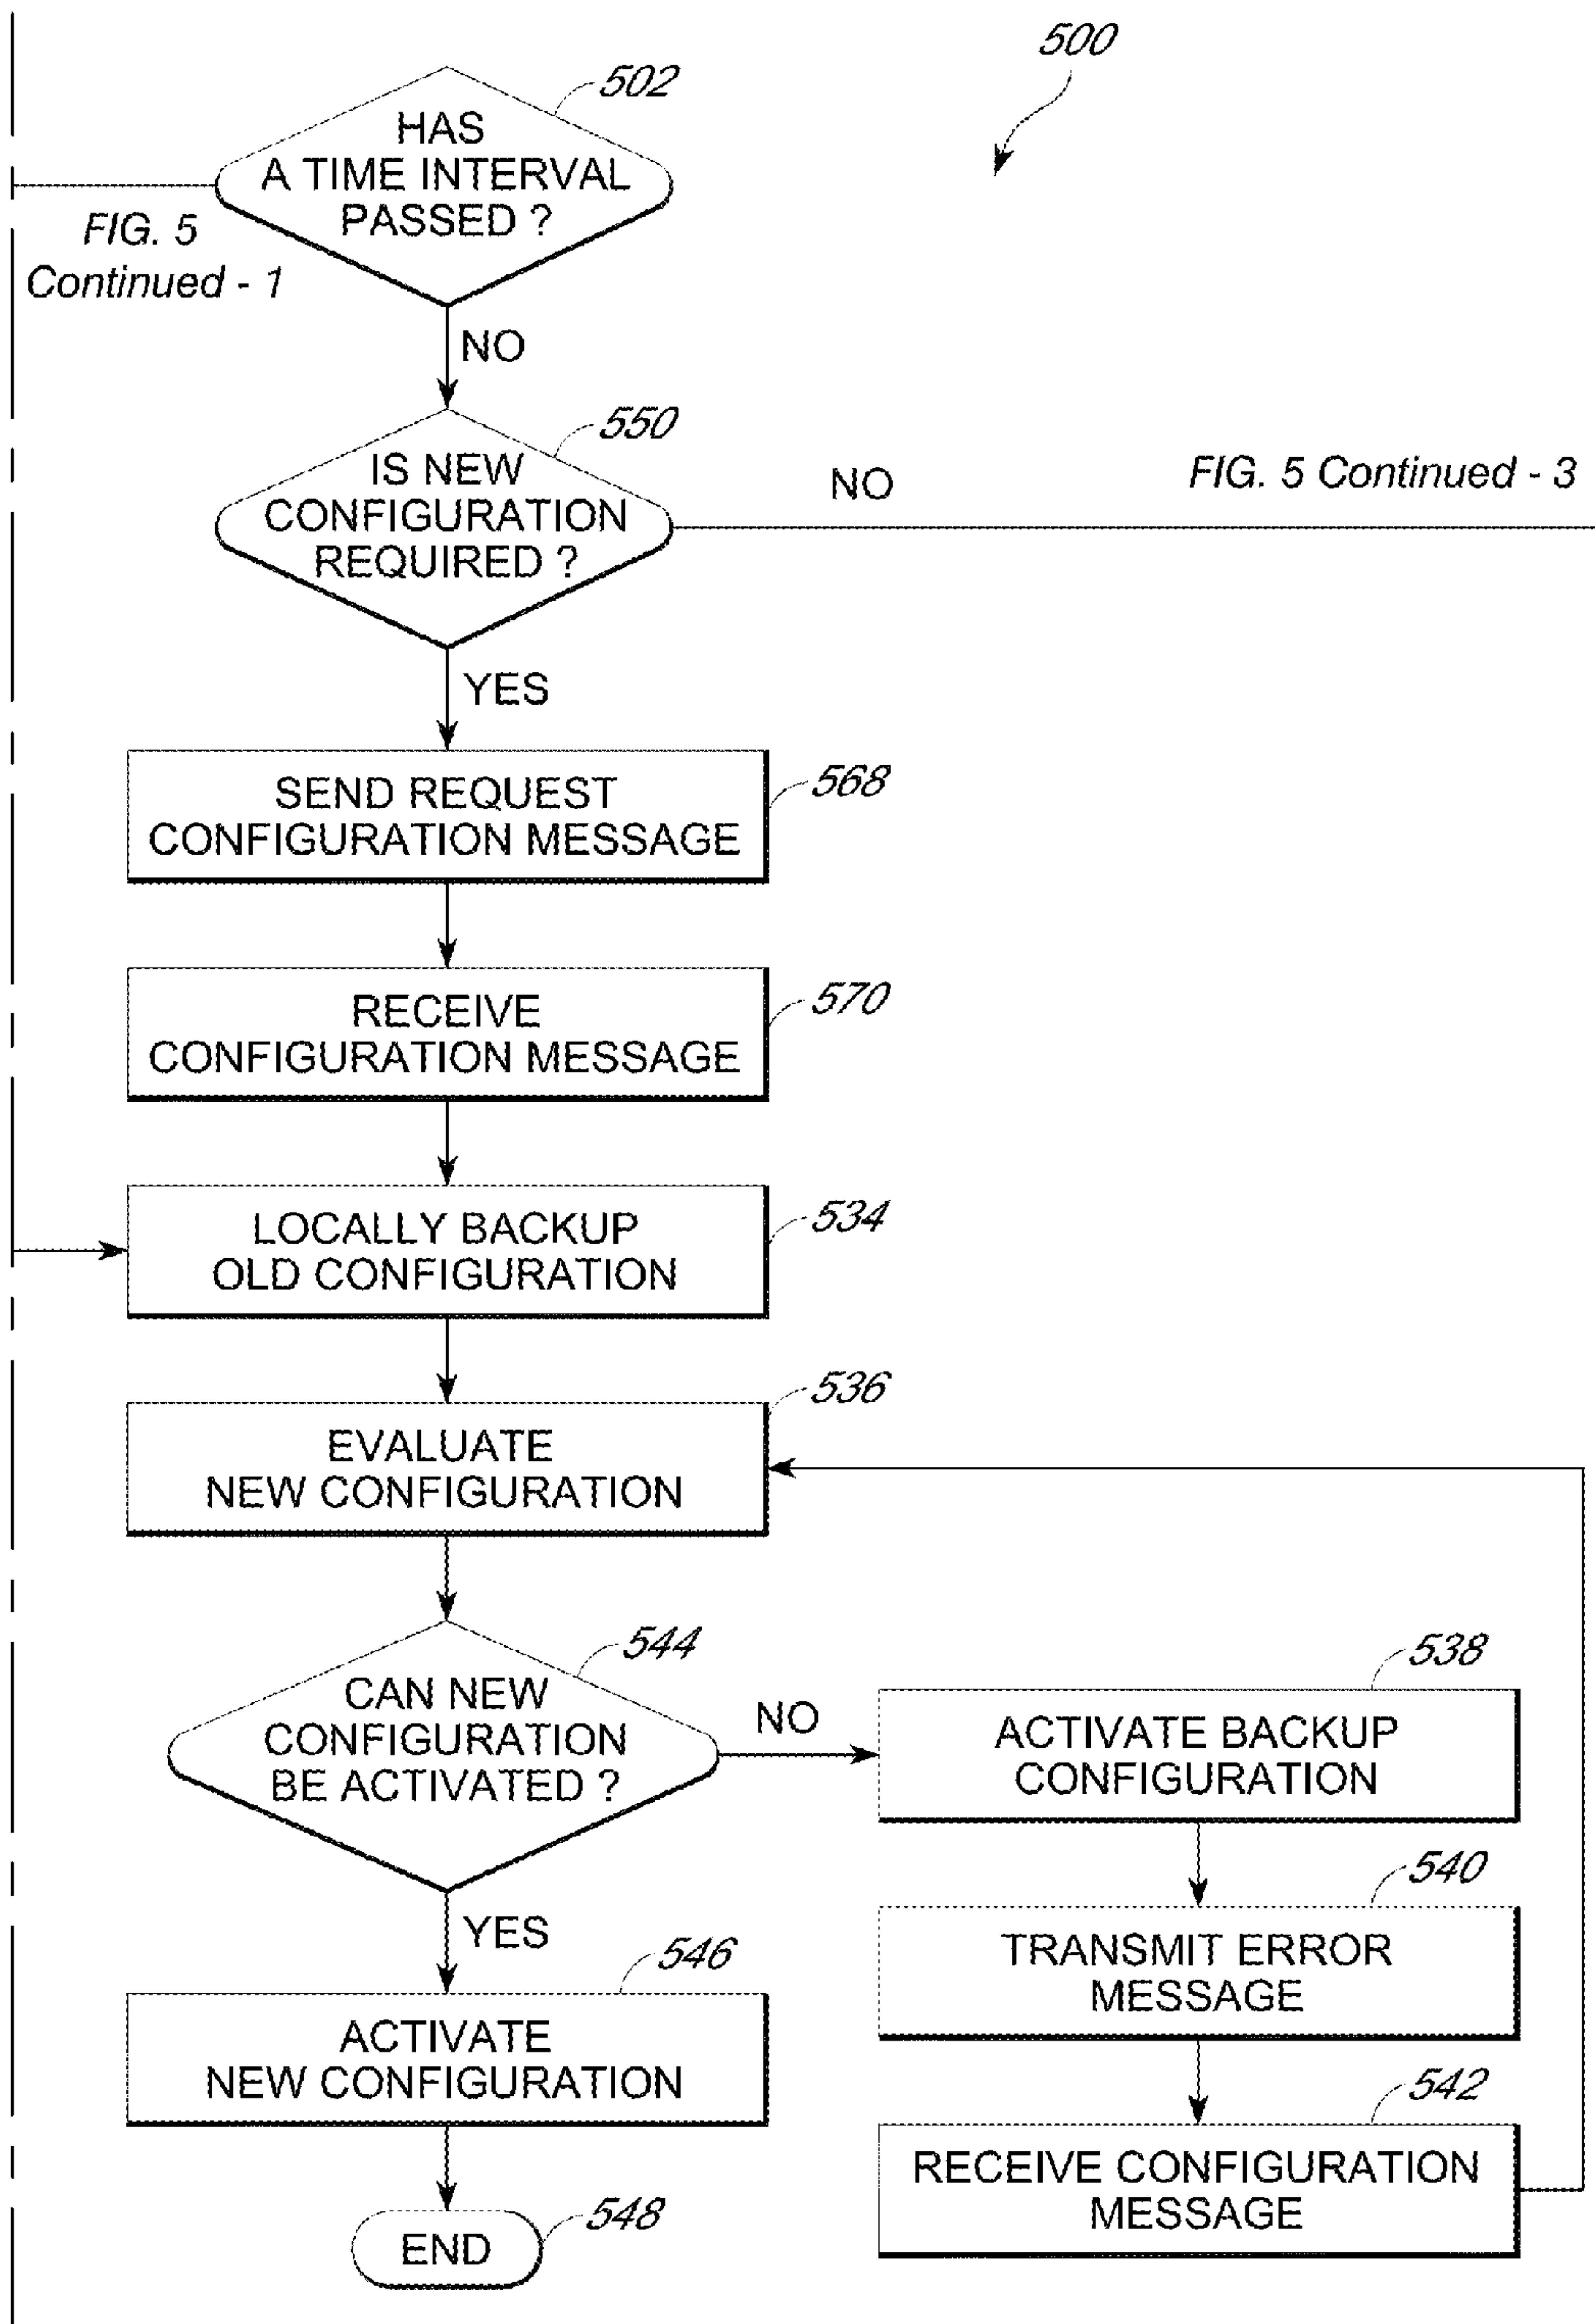 500
502
HAS
A TIME INTERVAL
PASSED ?
FIG. 5
Continued - 1
NO
550
IS NEW
CONFIGURATION
REQUIRED ?
NO
FIG. 5 Continued - 3
YES
568
SEND REQUEST
CONFIGURATION MESSAGE
570
RECEIVE
CONFIGURATION MESSAGE
534
LOCALLY BACKUP
OLD CONFIGURATION
536
EVALUATE
NEW CONFIGURATION
544
CAN NEW
CONFIGURATION
BE ACTIVATED ?
NO
538
ACTIVATE BACKUP
CONFIGURATION
540
TRANSMIT ERROR
MESSAGE
542
RECEIVE CONFIGURATION
MESSAGE
YES
546
ACTIVATE
NEW CONFIGURATION
548
END